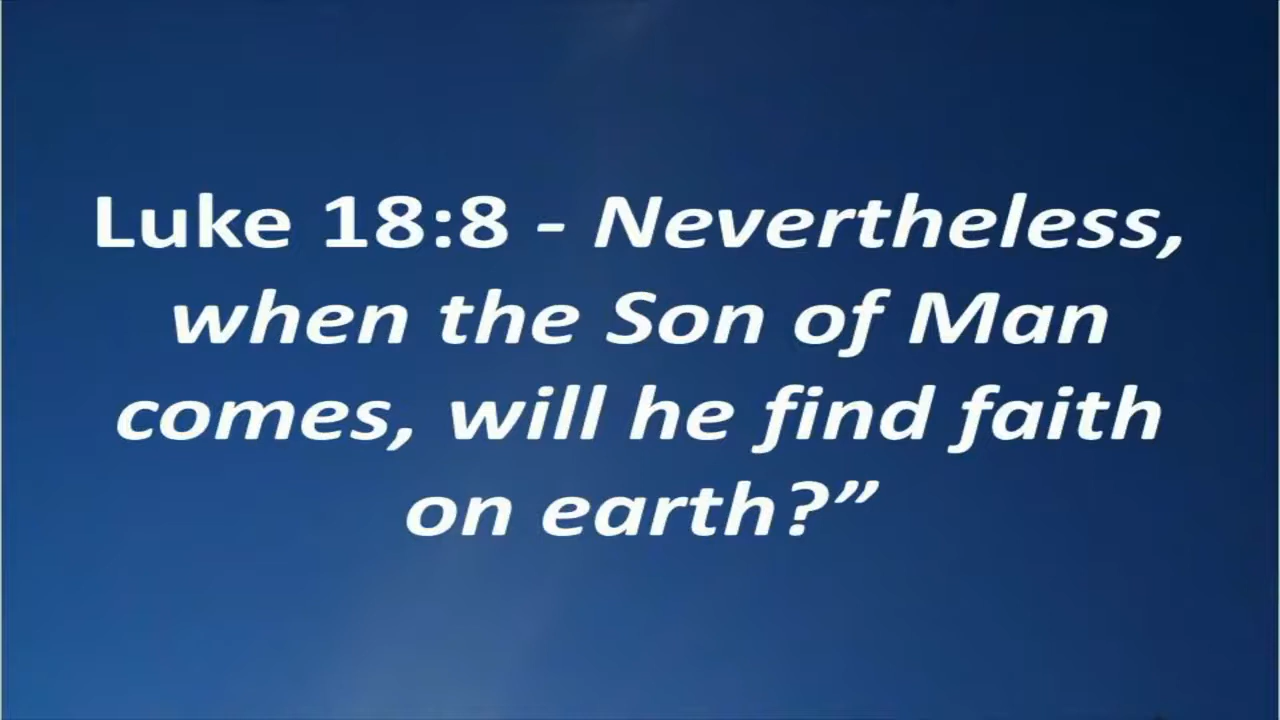 Luke 18:8 - Nevertheless,
when the Son of Man
comes, will he find faith
on earth?”